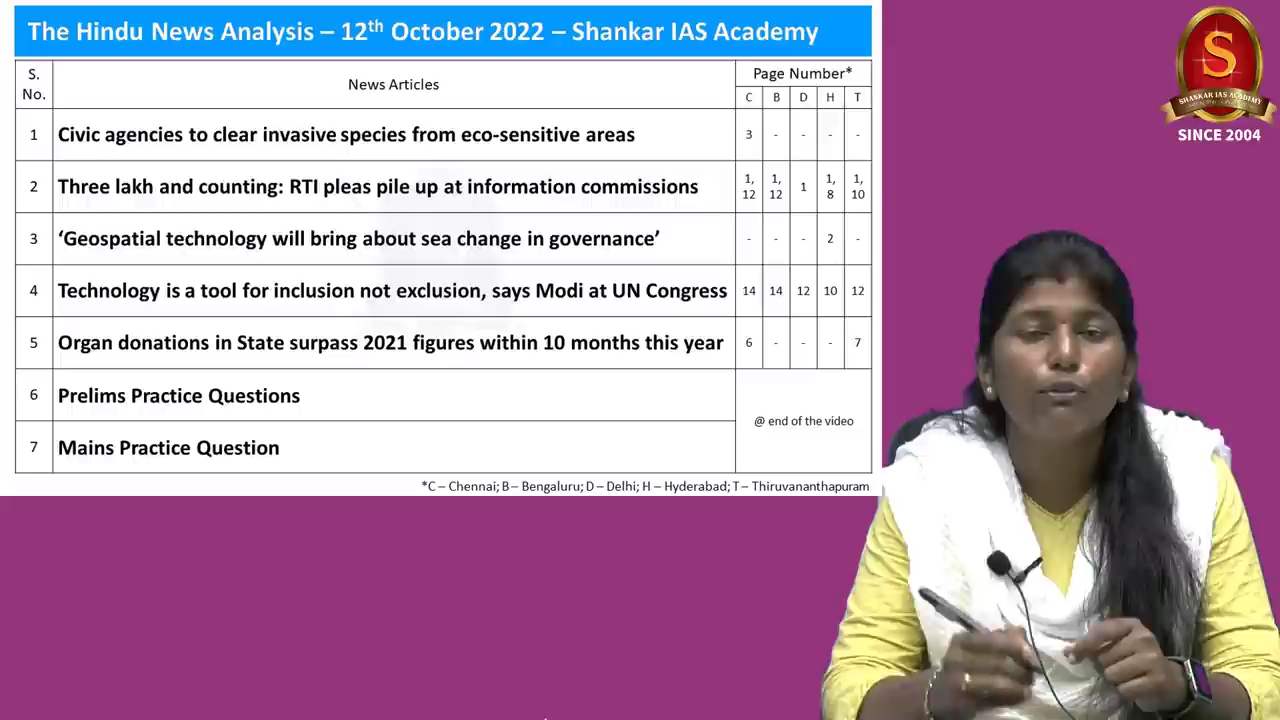 The Hindu News Analysis – 12th October 2022 – Shankar IAS Academy
S. No. News Articles Page Number*
C B D H T
1 Civic agencies to clear invasive species from eco-sensitive areas 3 - - - -
2 Three lakh and counting: RTI pleas pile up at information commissions 1, 12 1, 12 1 1, 8 1, 10
3 ‘Geospatial technology will bring about sea change in governance’ - - - 2 -
4 Technology is a tool for inclusion not exclusion, says Modi at UN Congress 14 14 12 10 12
5 Organ donations in State surpass 2021 figures within 10 months this year 6 - - - 7
6 Prelims Practice Questions
@ end of the video
7 Mains Practice Question
*C – Chennai; B – Bengaluru; D – Delhi; H – Hyderabad; T – Thiruvananthapuram
S
SHANKAR IAS ACADEMY
SINCE 2004